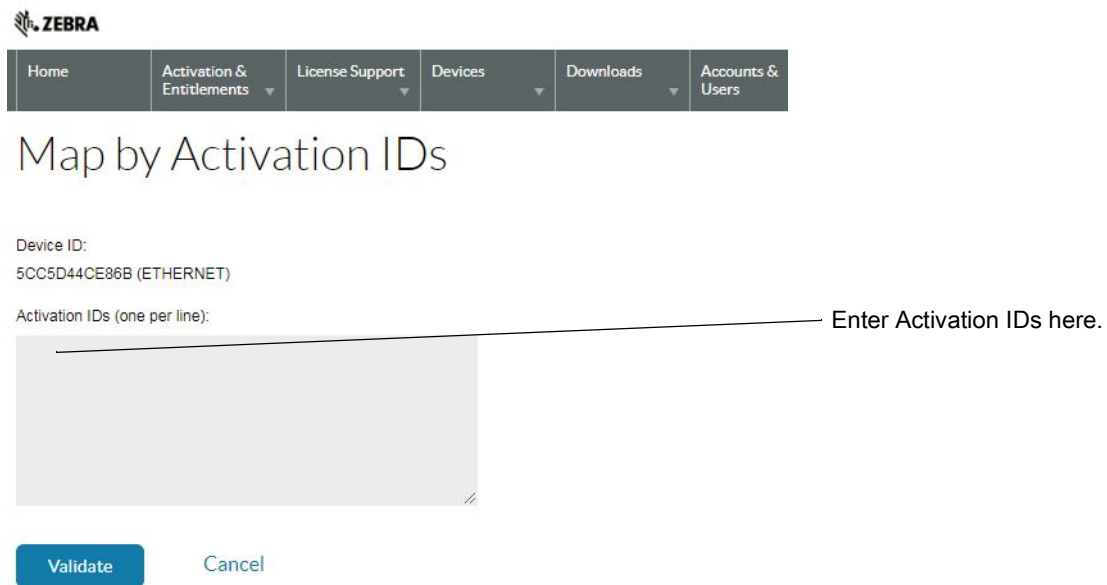 ZEBRA
Home Activation & Entitlements License Support Devices Downloads Accounts & Users
Map by Activation IDs
Device ID:
5CC5D44CE86B (ETHERNET)
Activation IDs (one per line):
Enter Activation IDs here.
Validate Cancel